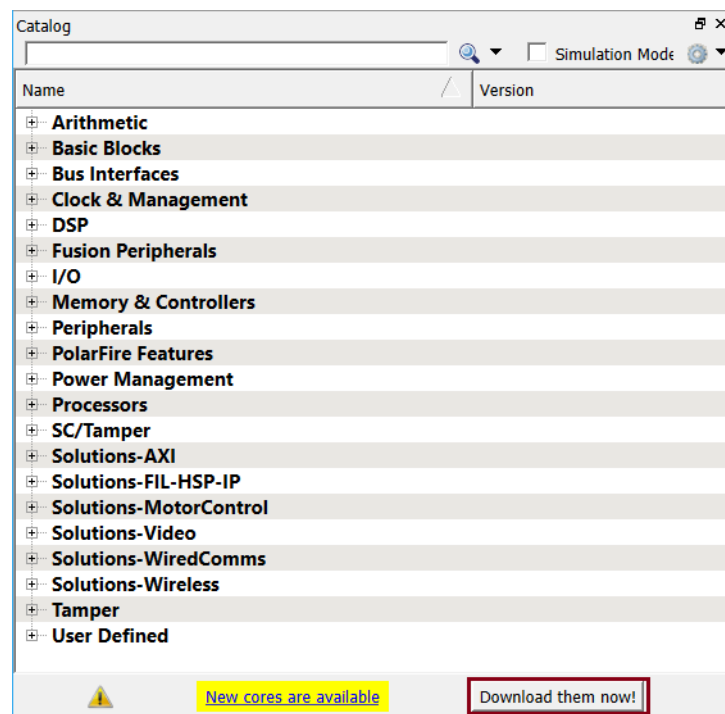 Catalog
Simulation Mode
Name Version
Arithmetic
Basic Blocks
Bus Interfaces
Clock & Management
DSP
Fusion Peripherals
I/O
Memory & Controllers
Peripherals
PolarFire Features
Power Management
Processors
SC/Tamper
Solutions-AXI
Solutions-FIL-HSP-IP
Solutions-MotorControl
Solutions-Video
Solutions-WiredComms
Solutions-Wireless
Tamper
User Defined
New cores are available Download them now!